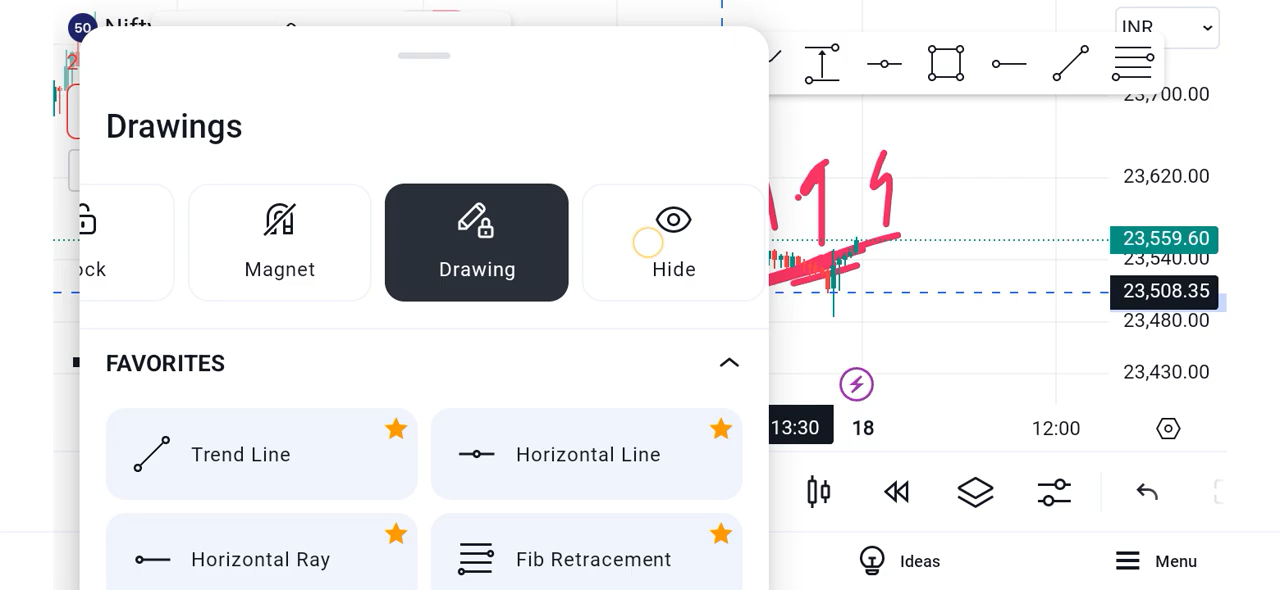 50 Nifty
INR
23,700.00
Drawings
23,620.00
23,559.60
23,540.00
ock Magnet Drawing Hide
23,508.35
23,480.00
FAVORITES
23,430.00
13:30 18 12:00
Trend Line Horizontal Line
Horizontal Ray Fib Retracement
Ideas Menu